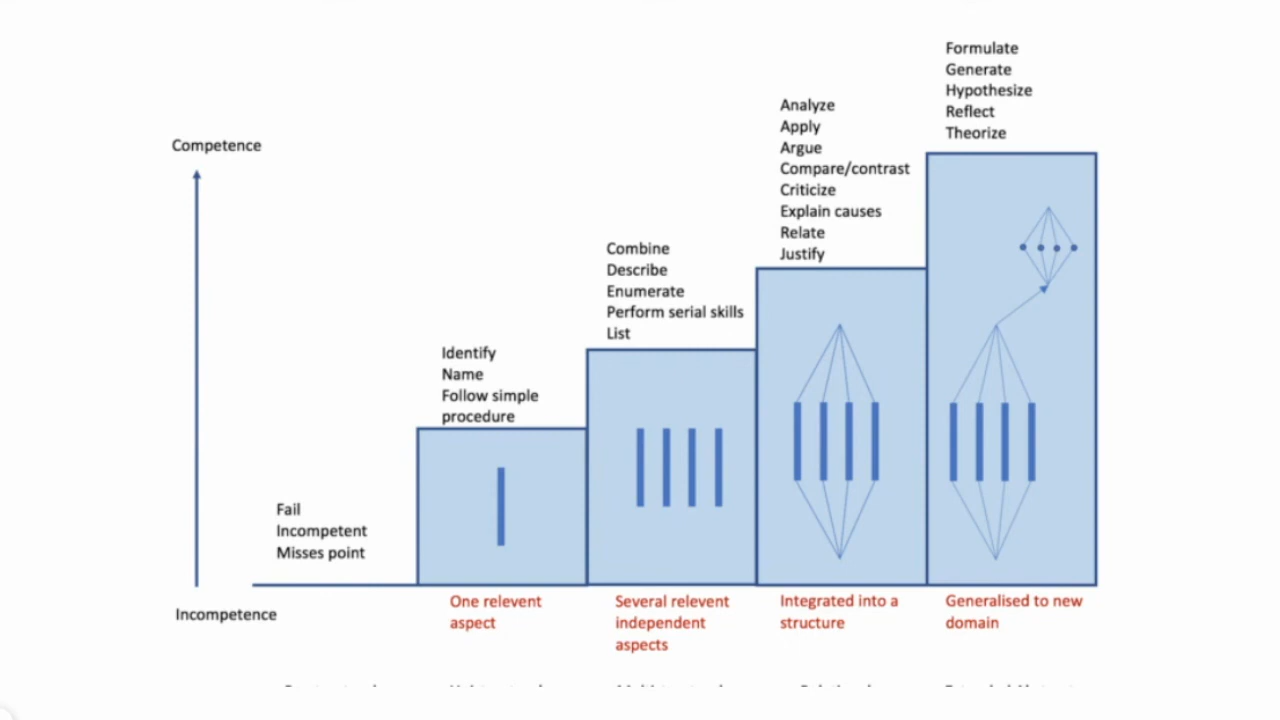 Competence
Incompetence
Fail
Incompetent
Misses point
Identify
Name
Follow simple
procedure
One relevent
aspect
Combine
Describe
Enumerate
Perform serial skills
List
Several relevent
independent
aspects
Analyze
Apply
Argue
Compare/contrast
Criticize
Explain causes
Relate
Justify
Integrated into a
structure
Formulate
Generate
Hypothesize
Reflect
Theorize
Generalised to new
domain